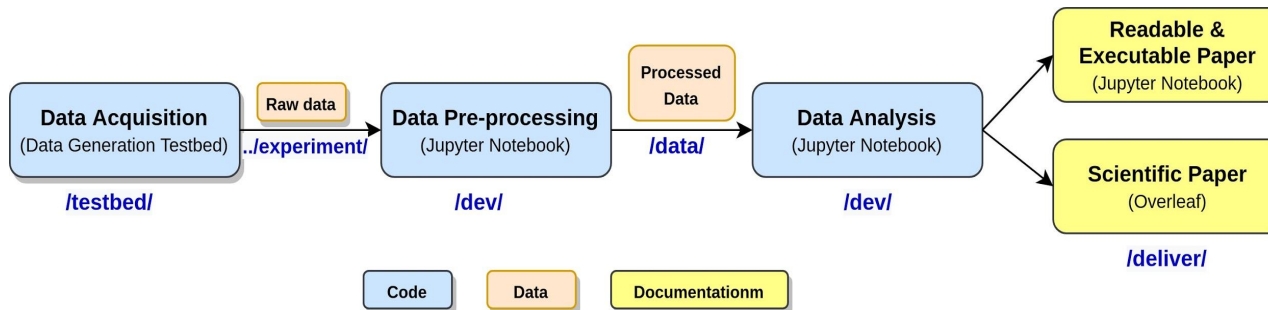 Data Acquisition
(Data Generation Testbed)
/testbed/
Raw data
../experiment/
Data Pre-processing
(Jupyter Notebook)
/dev/
Processed
Data
/data/
Data Analysis
(Jupyter Notebook)
/dev/
Readable &
Executable Paper
(Jupyter Notebook)
Scientific Paper
(Overleaf)
/deliver/
Code
Data
Documentationm